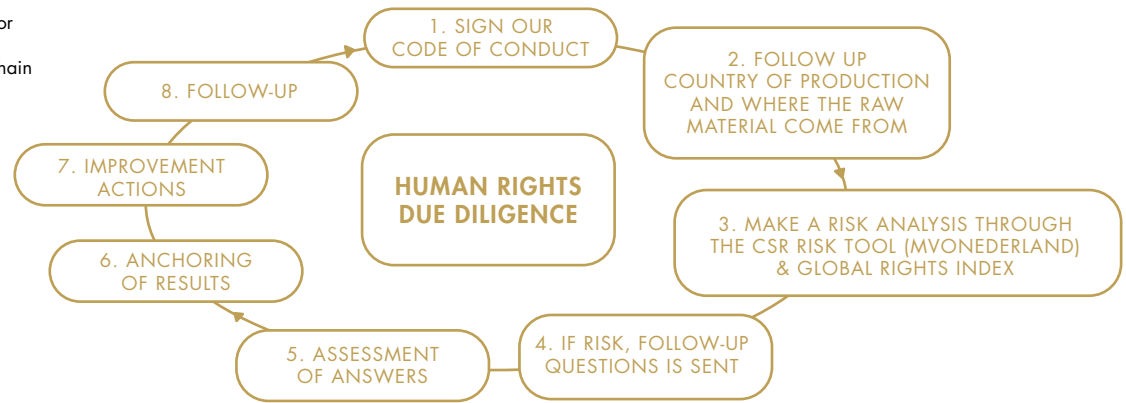 or
main
1. SIGN OUR
CODE OF CONDUCT
2. FOLLOW UP
COUNTRY OF PRODUCTION
AND WHERE THE RAW
MATERIAL COME FROM
3. MAKE A RISK ANALYSIS THROUGH
THE CSR RISK TOOL (MVONEDERLAND)
& GLOBAL RIGHTS INDEX
4. IF RISK, FOLLOW-UP
QUESTIONS IS SENT
5. ASSESSMENT
OF ANSWERS
6. ANCHORING
OF RESULTS
7. IMPROVEMENT
ACTIONS
8. FOLLOW-UP
HUMAN RIGHTS
DUE DILIGENCE